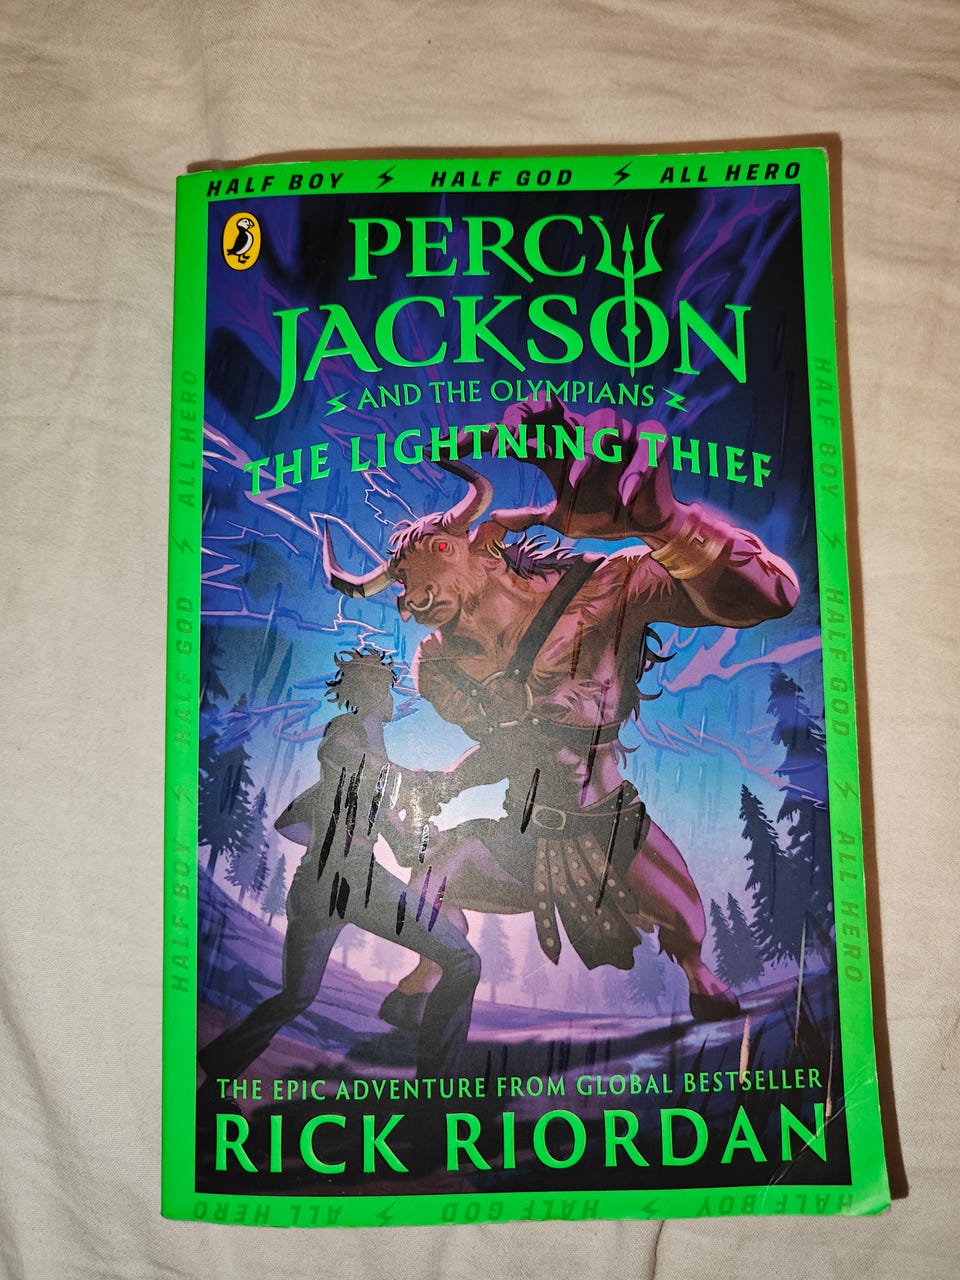 HALF BOY HALF GOD ALL HERO
PERCY
JACKSON
AND THE OLYMPIANS
THE LIGHTNING THIEF
HALF BOY HALF GOD ALL HERO
HALF BOY HALF GOD ALL HERO
THE EPIC ADVENTURE FROM GLOBAL BESTSELLER
RICK RIORDAN
HALF BOY HALF GOD ALL HERO